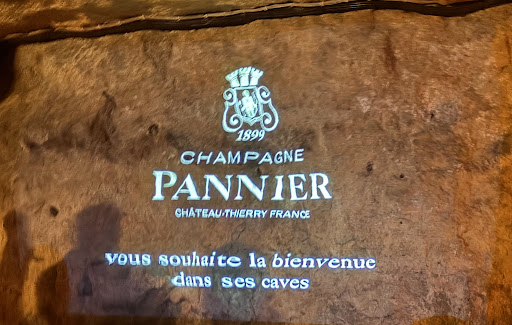 1899
CHAMPAGNE
PANNIER
CHÂTEAU-THIERRY FRANCE
vous souhaite la bienvenue
dans ses caves